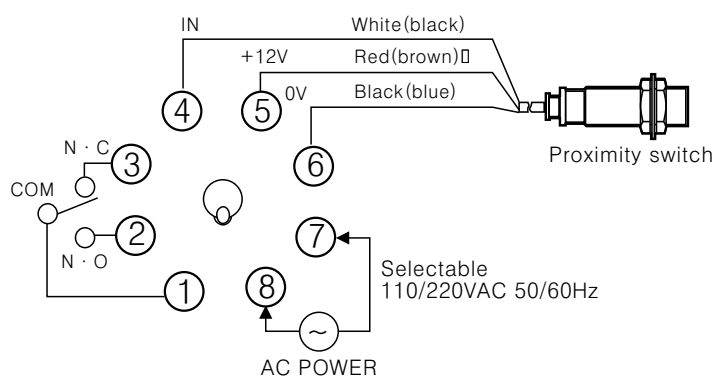 IN
White(black)
+12V
Red(brown)▯
4
5
0V
Black(blue)
N · C
3
6
Proximity switch
COM
2
7
N · O
1
8
Selectable
110/220VAC 50/60Hz
~
AC POWER